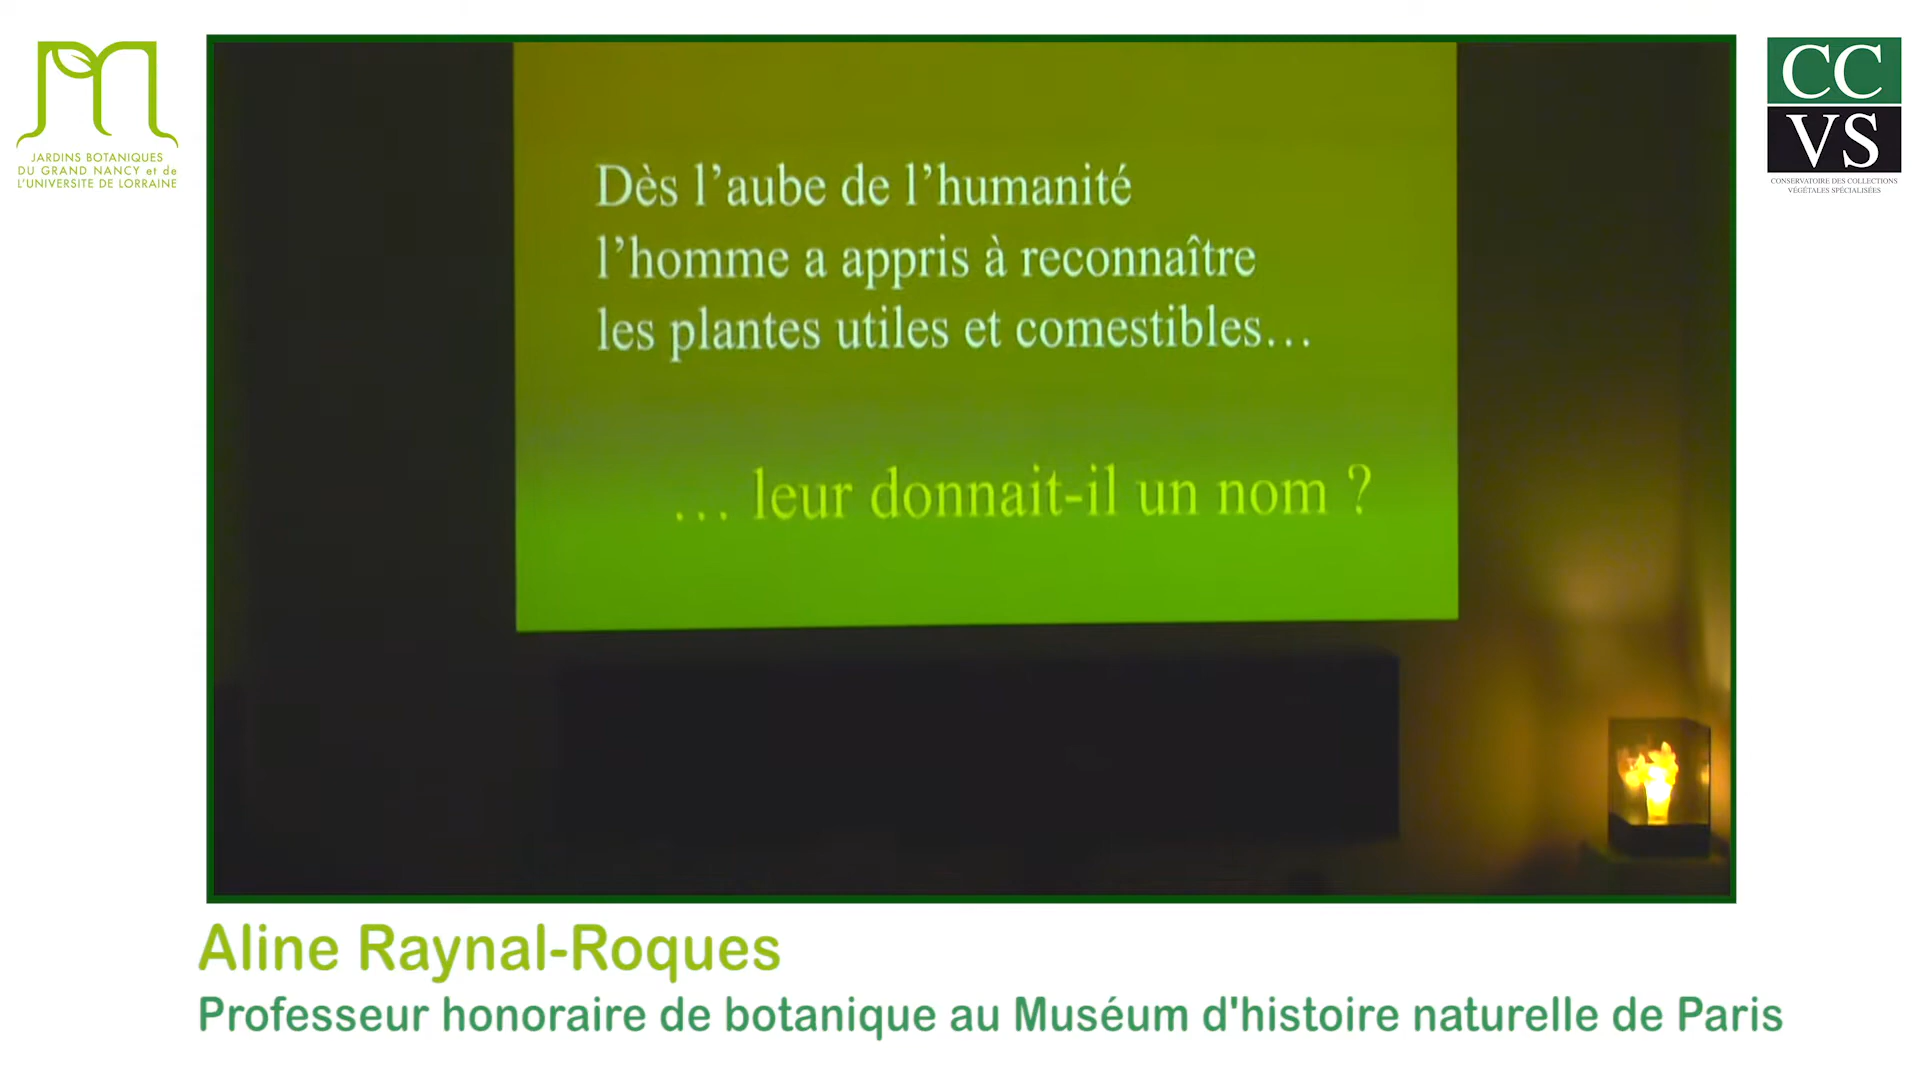 JARDINS BOTANIQUES
DU GRAND NANCY et de
L'UNIVERSITE DE LORRAINE
CC
VS
CONSERVATOIRE DES COLLECTIONS
VÉGÉTALES SPÉCIALISÉES
Dès l’aube de l’humanité
l’homme a appris à reconnaître
les plantes utiles et comestibles…
… leur donnait-il un nom ?
Aline Raynal-Roques
Professeur honoraire de botanique au Muséum d'histoire naturelle de Paris